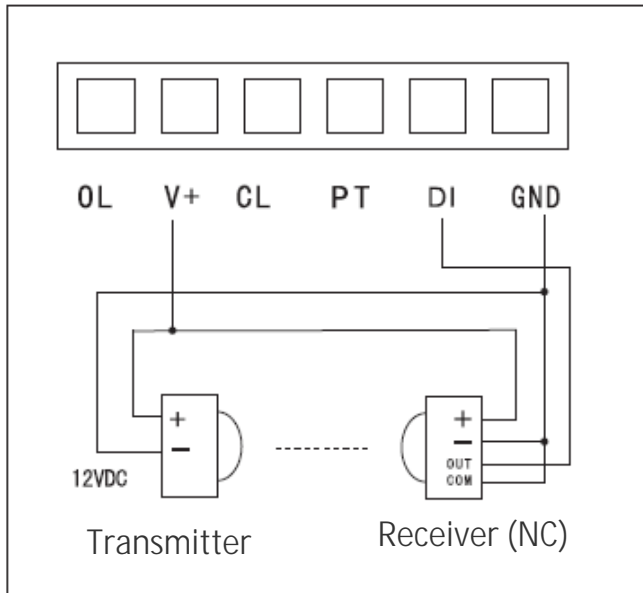 OL V+ CL PT DI GND
+ +
− −
OUT
12VDC COM
Transmitter Receiver (NC)